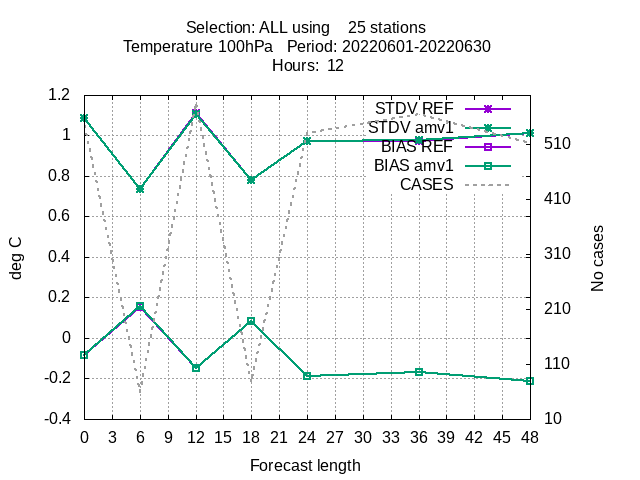 Selection: ALL using    25 stations
Temperature 100hPa   Period: 20220601-20220630
Hours:  12
STDV REF
STDV amv1
BIAS REF
BIAS amv1
CASES
1.2
1
0.8
0.6
0.4
0.2
0
-0.2
-0.4
deg C
510
410
310
210
110
10
No cases
0 3 6 9 12 15 18 21 24 27 30 33 36 39 42 45 48
Forecast length